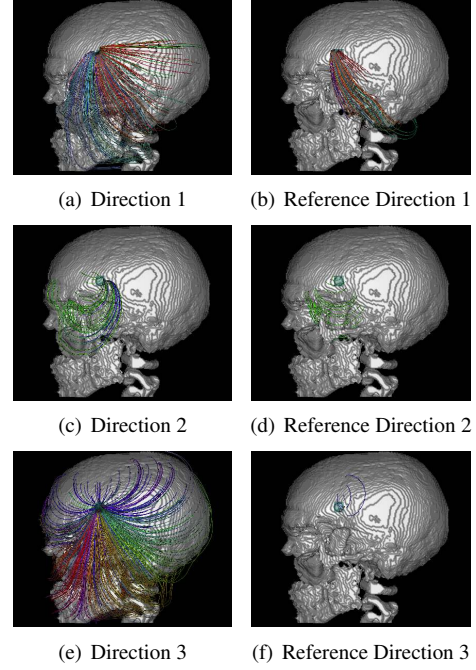 (a) Direction 1
(b) Reference Direction 1
(c) Direction 2
(d) Reference Direction 2
(e) Direction 3
(f) Reference Direction 3